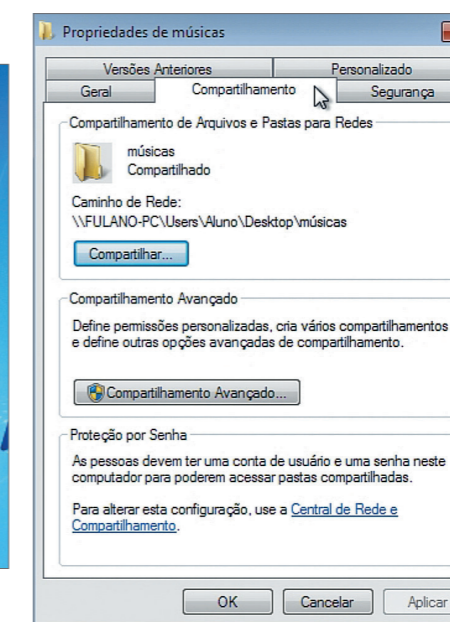 Propriedades de músicas
Versões Anteriores
Personalizado
Geral
Compartilhamento
Segurança
Compartilhamento de Arquivos e Pastas para Redes
músicas
Compartilhado
Caminho de Rede:
\\FULANO-PC\Users\Aluno\Desktop\músicas
Compartilhar...
Compartilhamento Avançado
Define permissões personalizadas, cria vários compartilhamentos
e define outras opções avançadas de compartilhamento.
Compartilhamento Avançado...
Proteção por Senha
As pessoas devem ter uma conta de usuário e uma senha neste
computador para poderem acessar pastas compartilhadas.
Para alterar esta configuração, use a Central de Rede e
Compartilhamento.
OK
Cancelar
Aplicar